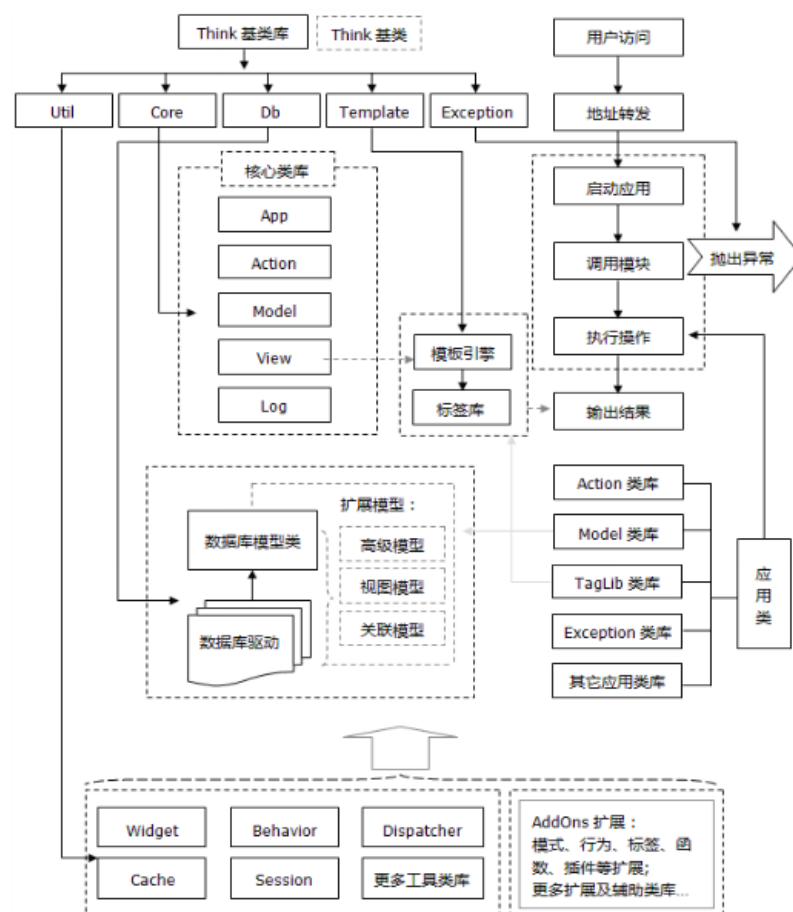 Think 基类库
Think 基类
用户访问
Util
Core
Db
Template
Exception
地址转发
核心类库
App
Action
Model
View
Log
启动应用
调用模块
抛出异常
执行操作
模板引擎
标签库
输出结果
扩展模型：
数据库模型类
高级模型
视图模型
关联模型
数据库驱动
Action 类库
Model 类库
TagLib 类库
Exception 类库
其它应用类库
应
用
类
Widget
Behavior
Dispatcher
Cache
Session
更多工具类库
AddOns 扩展：
模式、行为、标签、函
数、插件等扩展;
更多扩展及辅助类库...